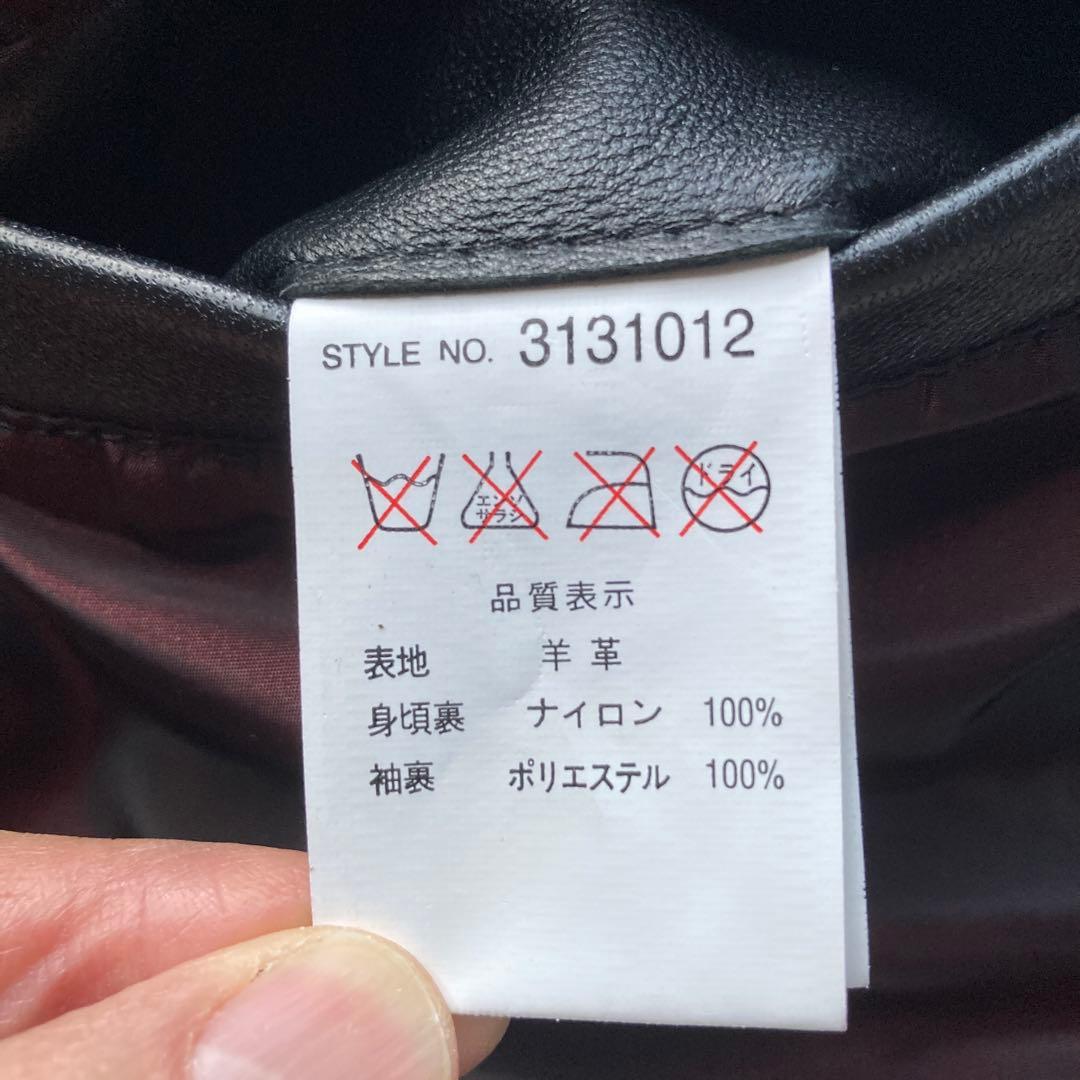 STYLE NO. 3131012
エンソ サラシ ドライ
品質表示
表地 羊革
身頃裏 ナイロン 100%
袖裏 ポリエステル 100%